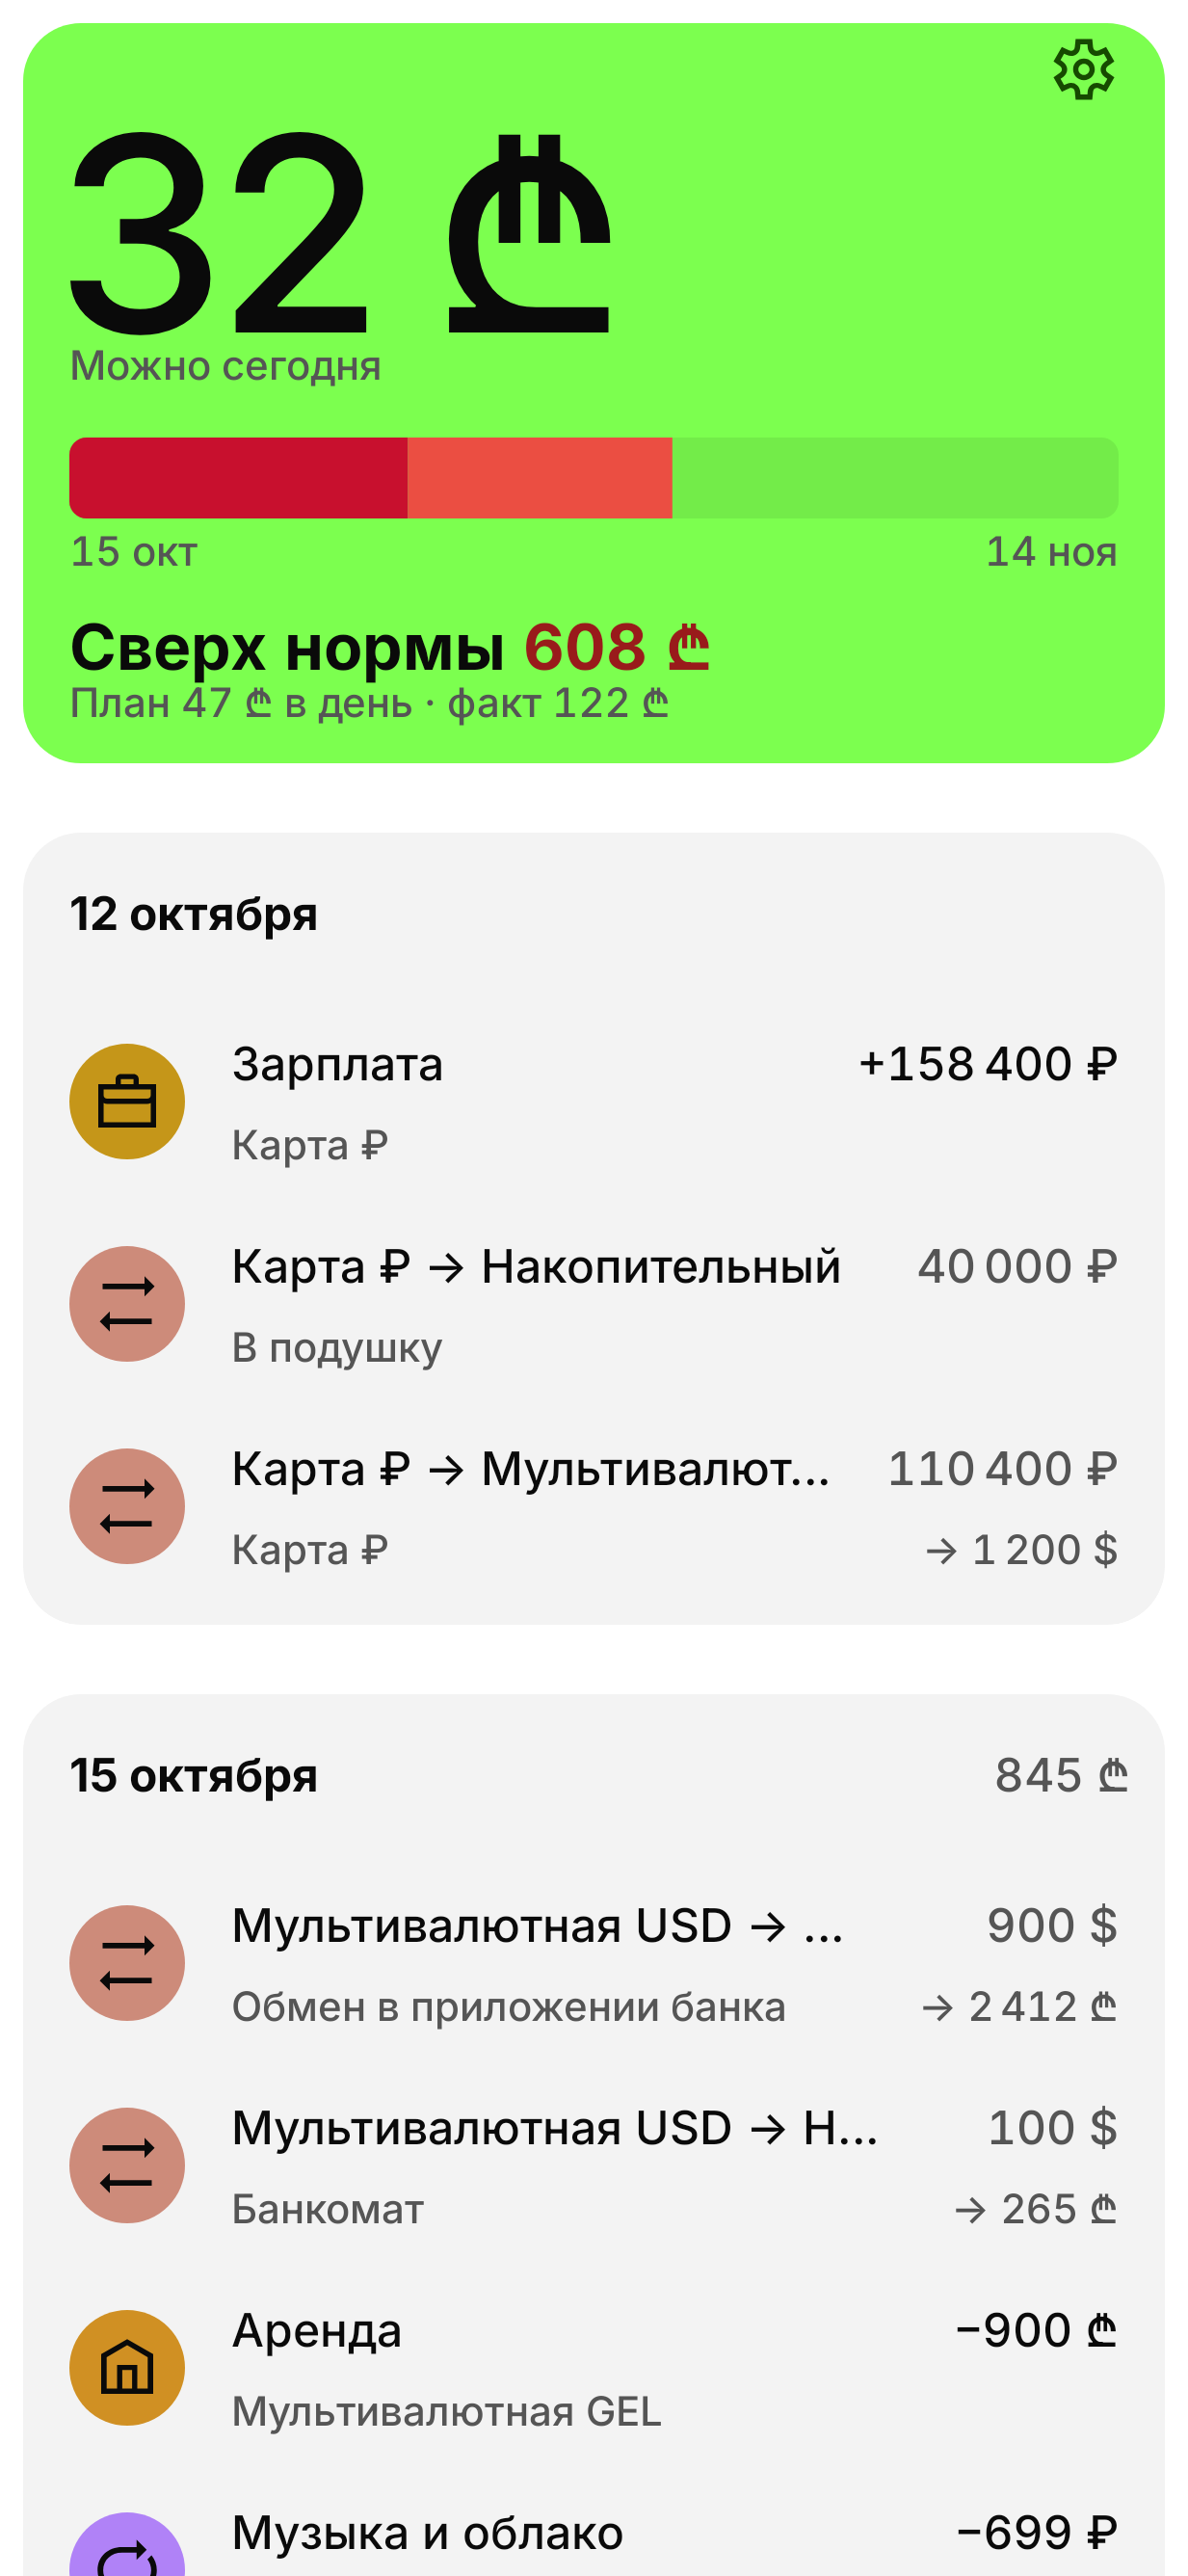 32 ₾
Можно сегодня
15 окт
14 ноя
Сверх нормы 608 ₾
План 47 ₾ в день · факт 122 ₾
12 октября
Зарплата +158 400 ₽
Карта ₽
Карта ₽ → Накопительный 40 000 ₽
В подушку
Карта ₽ → Мультивалют... 110 400 ₽
Карта ₽ → 1 200 $
15 октября 845 ₾
Мультивалютная USD → ... 900 $
Обмен в приложении банка → 2 412 ₾
Мультивалютная USD → Н... 100 $
Банкомат → 265 ₾
Аренда −900 ₾
Мультивалютная GEL
Музыка и облако −699 ₽